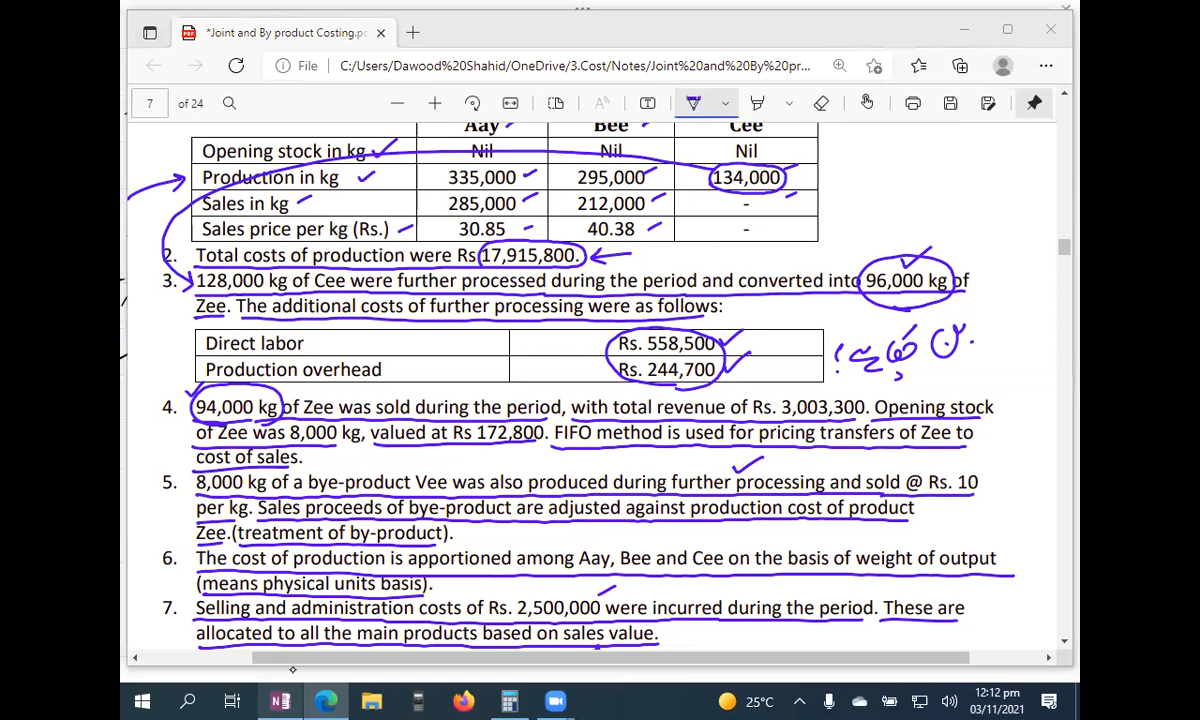 *Joint and By product Costing.pc
File
C:/Users/Dawood%20Shahid/OneDrive/3.Cost/Notes/Joint%20and%20By%20pr...
7 of 24
Aay Bee Cee
Opening stock in kg Nil Nil Nil
Production in kg 335,000 295,000 134,000
Sales in kg 285,000 212,000 -
Sales price per kg (Rs.) 30.85 40.38 -
2. Total costs of production were Rs 17,915,800.
3. 128,000 kg of Cee were further processed during the period and converted into 96,000 kg of
Zee. The additional costs of further processing were as follows:
Direct labor Rs. 558,500
Production overhead Rs. 244,700
4. 94,000 kg of Zee was sold during the period, with total revenue of Rs. 3,003,300. Opening stock
of Zee was 8,000 kg, valued at Rs 172,800. FIFO method is used for pricing transfers of Zee to
cost of sales.
5. 8,000 kg of a bye-product Vee was also produced during further processing and sold @ Rs. 10
per kg. Sales proceeds of bye-product are adjusted against production cost of product
Zee.(treatment of by-product).
6. The cost of production is apportioned among Aay, Bee and Cee on the basis of weight of output
(means physical units basis).
7. Selling and administration costs of Rs. 2,500,000 were incurred during the period. These are
allocated to all the main products based on sales value.
25°C
12:12 pm
03/11/2021